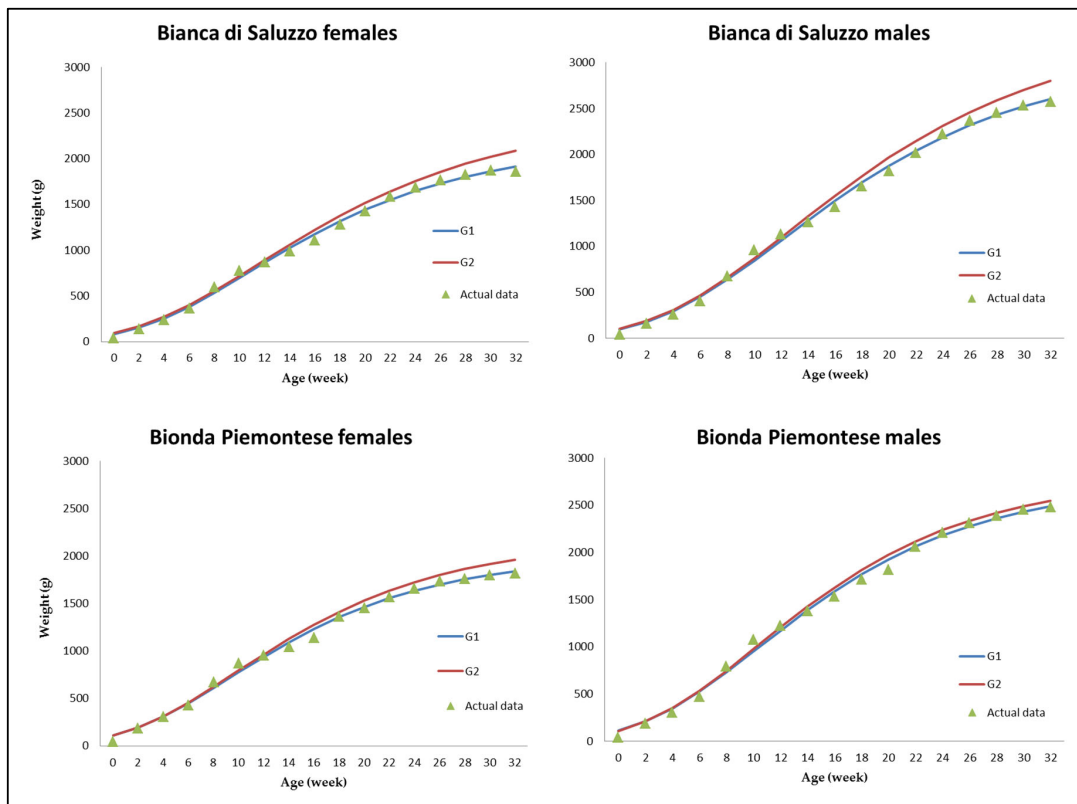 Bianca di Saluzzo females
3000
2500
2000
1500
1000
500
0
Weight (g)
0 2 4 6 8 10 12 14 16 18 20 22 24 26 28 30 32
Age (week)
G1
G2
Actual data
Bianca di Saluzzo males
3000
2500
2000
1500
1000
500
0
0 2 4 6 8 10 12 14 16 18 20 22 24 26 28 30 32
Age (week)
G1
G2
Actual data
Bionda Piemontese females
3000
2500
2000
1500
1000
500
0
Weight (g)
0 2 4 6 8 10 12 14 16 18 20 22 24 26 28 30 32
Age (week)
G1
G2
Actual data
Bionda Piemontese males
3000
2500
2000
1500
1000
500
0
0 2 4 6 8 10 12 14 16 18 20 22 24 26 28 30 32
Age (week)
G1
G2
Actual data